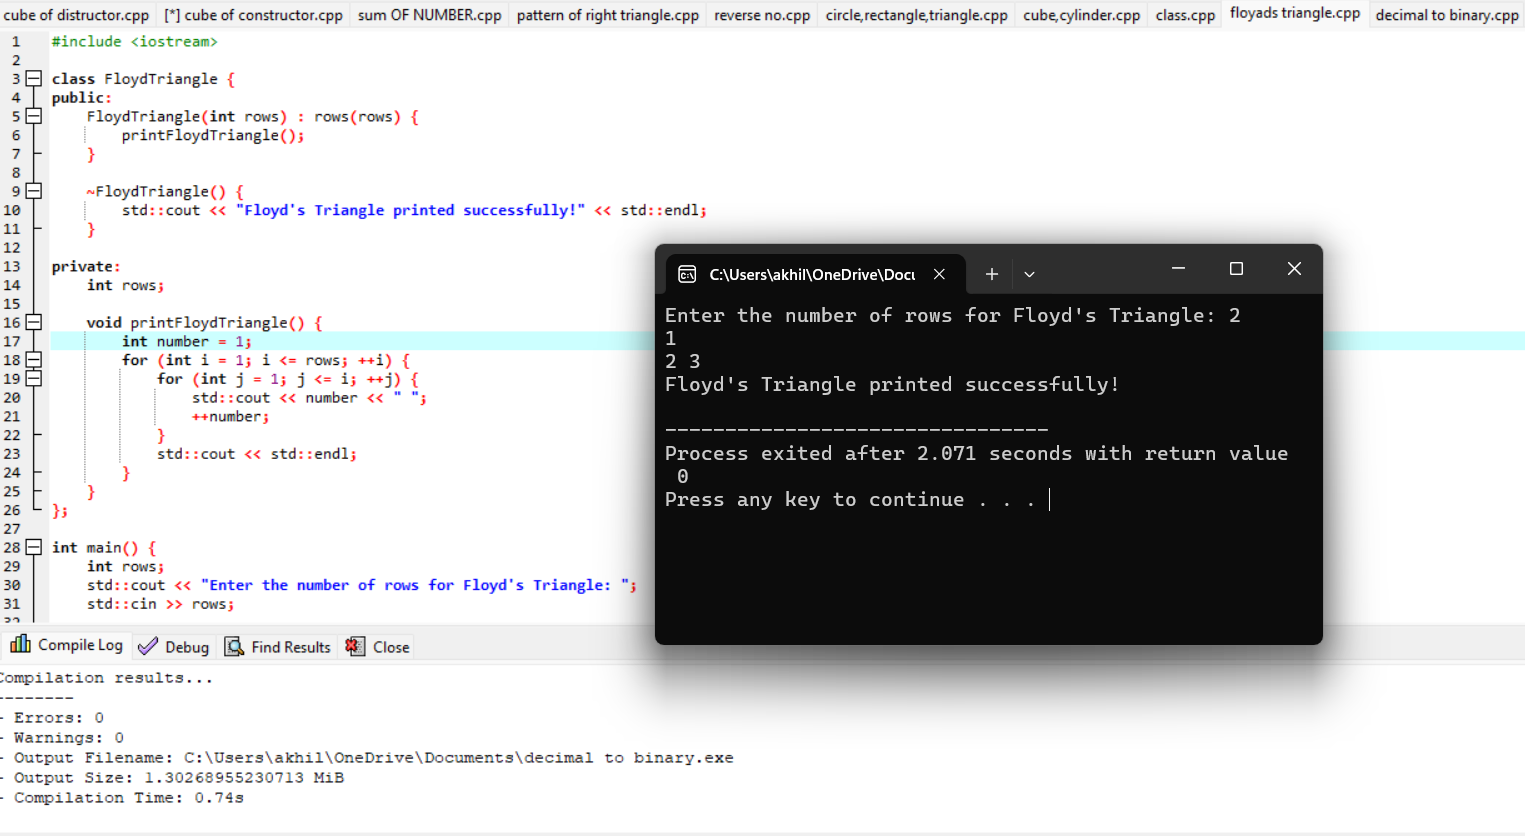 cube of distructor.cpp [*] cube of constructor.cpp sum OF NUMBER.cpp pattern of right triangle.cpp reverse no.cpp circle,rectangle,triangle.cpp cube,cylinder.cpp class.cpp floyads triangle.cpp decimal to binary.cpp
1 #include <iostream>
2
3 class FloydTriangle {
4 public:
5 FloydTriangle(int rows) : rows(rows) {
6 printFloydTriangle();
7 }
8
9 ~FloydTriangle() {
10 std::cout << "Floyd's Triangle printed successfully!" << std::endl;
11 }
12
13 private:
14 int rows;
15
16 void printFloydTriangle() {
17 int number = 1;
18 for (int i = 1; i <= rows; ++i) {
19 for (int j = 1; j <= i; ++j) {
20 std::cout << number << " ";
21 ++number;
22 }
23 std::cout << std::endl;
24 }
25 }
26 };
27
28 int main() {
29 int rows;
30 std::cout << "Enter the number of rows for Floyd's Triangle: ";
31 std::cin >> rows;
32
C:\Users\akhil\OneDrive\Docu
Enter the number of rows for Floyd's Triangle: 2
1
2 3
Floyd's Triangle printed successfully!
--------------------------------
Process exited after 2.071 seconds with return value
0
Press any key to continue . . .
Compile Log Debug Find Results Close
Compilation results...
--------
- Errors: 0
- Warnings: 0
- Output Filename: C:\Users\akhil\OneDrive\Documents\decimal to binary.exe
- Output Size: 1.30268955230713 MiB
- Compilation Time: 0.74s